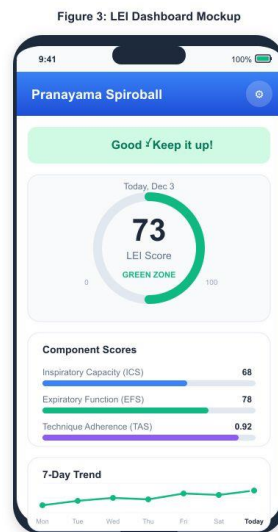 Figure 3: LEI Dashboard Mockup
9:41 100%
Pranayama Spiroball
Good ✓ Keep it up!
Today, Dec 3
73
LEI Score
GREEN ZONE
0 100
Component Scores
Inspiratory Capacity (ICS) 68
Expiratory Function (EFS) 78
Technique Adherence (TAS) 0.92
7-Day Trend
Mon Tue Wed Thu Fri Sat Today